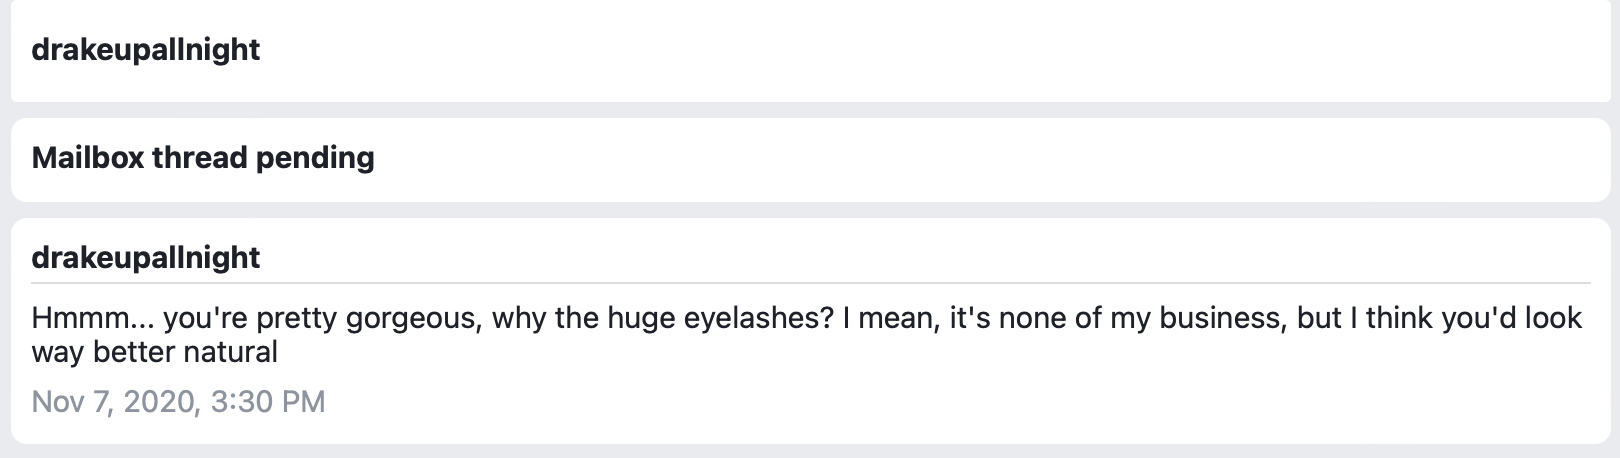 drakeupallnight
Mailbox thread pending
drakeupallnight
Hmmm... you're pretty gorgeous, why the huge eyelashes? I mean, it's none of my business, but I think you'd look
way better natural
Nov 7, 2020, 3:30 PM